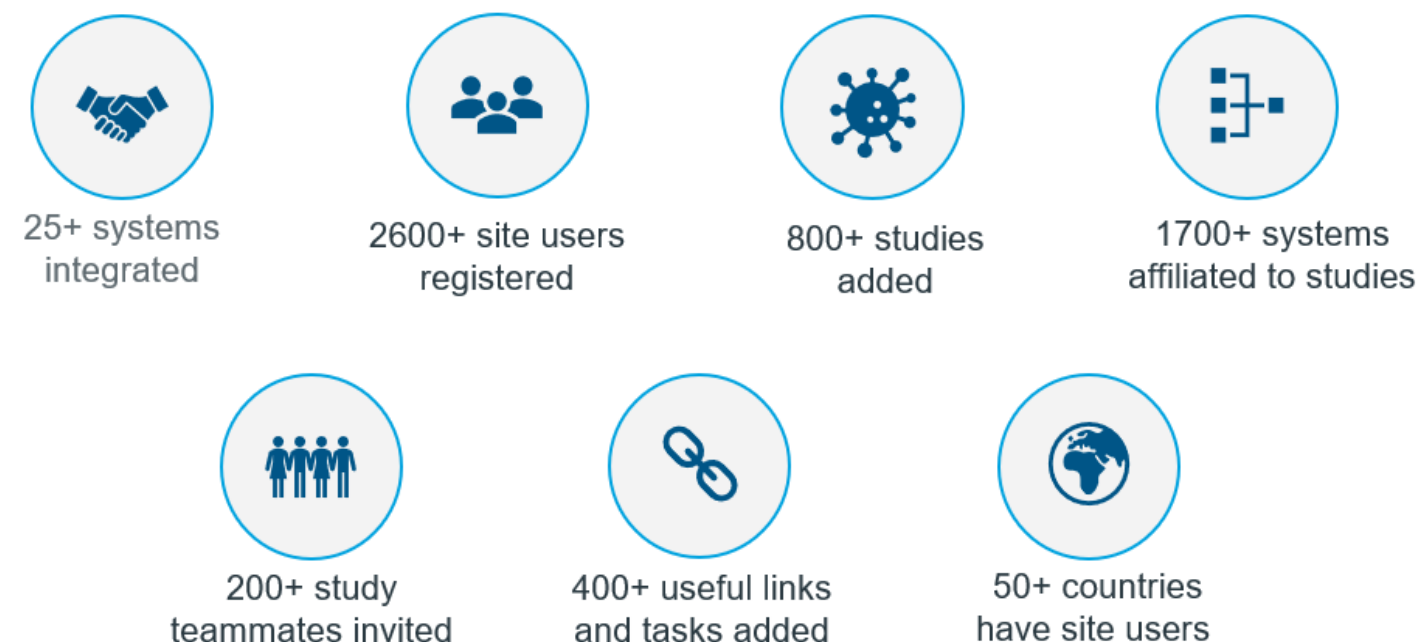 25+ systems
integrated
2600+ site users
registered
800+ studies
added
1700+ systems
affiliated to studies
200+ study
teammates invited
400+ useful links
and tasks added
50+ countries
have site users